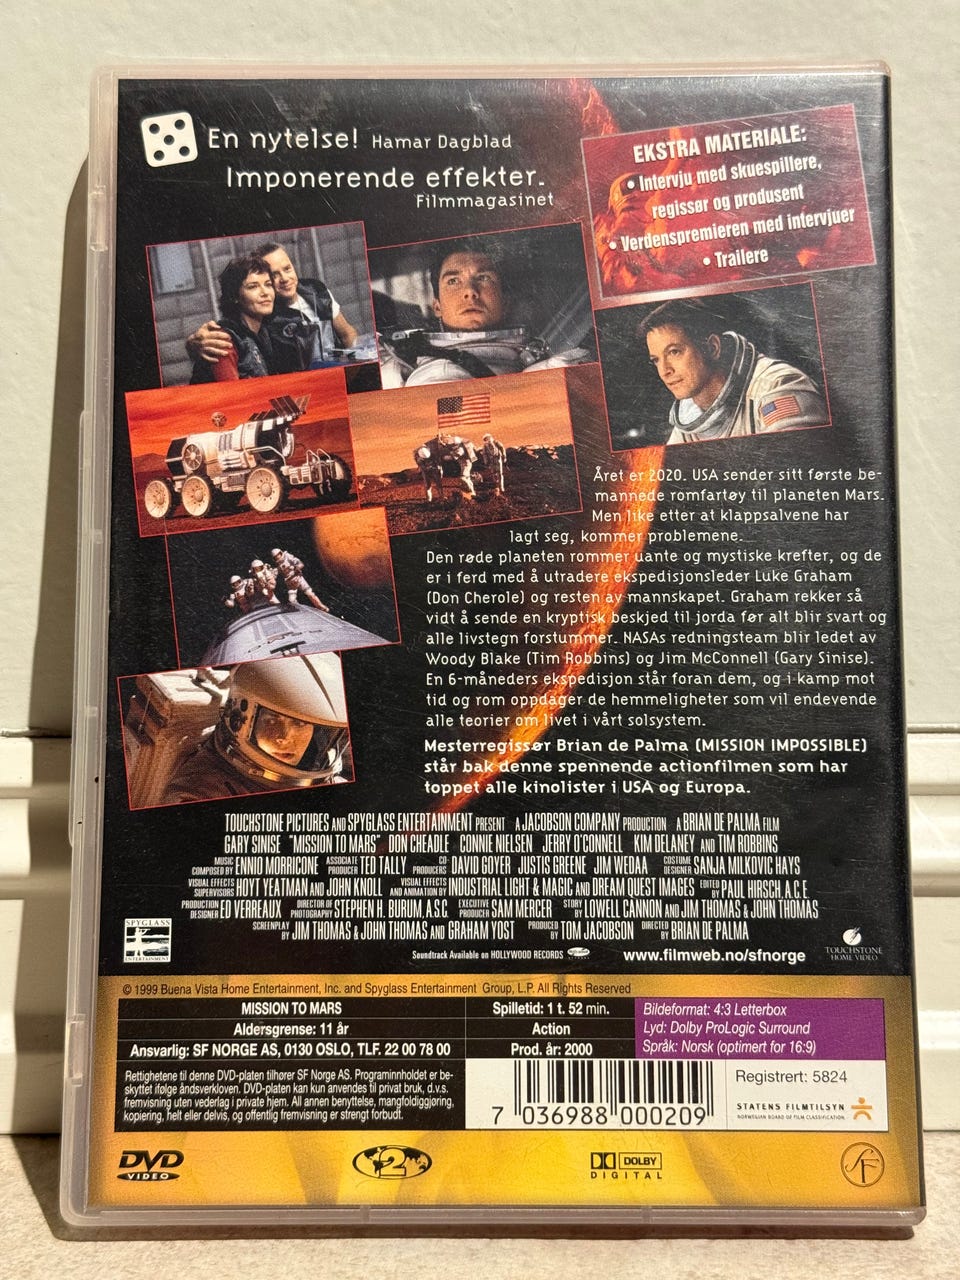 En nytelse! Hamar Dagblad
Imponerende effekter.
Filmmagasinet
EKSTRA MATERIALE:
• Intervju med skuespillere,
regissør og produsent
• Verdenspremieren med intervjuer
• Trailere
Året er 2020. USA sender sitt første be-
mannede romfartøy til planeten Mars.
Men like etter at klappsalvene har
lagt seg, kommer problemene.
Den røde planeten rommer uante og mystiske krefter, og de
er i ferd med å utradere ekspedisjonsleder Luke Graham
(Don Cherole) og resten av mannskapet. Graham rekker så
vidt å sende en kryptisk beskjed til jorda før alt blir svart og
alle livstegn forstummer. NASAs redningsteam blir ledet av
Woody Blake (Tim Robbins) og Jim McConnell (Gary Sinise).
En 6-måneders ekspedisjon står foran dem, og i kamp mot
tid og rom oppdager de hemmeligheter som vil endevende
alle teorier om livet i vårt solsystem.
Mesterregissør Brian de Palma (MISSION IMPOSSIBLE)
står bak denne spennende actionfilmen som har
toppet alle kinolister i USA og Europa.
TOUCHSTONE PICTURES AND SPYGLASS ENTERTAINMENT PRESENT A JACOBSON COMPANY PRODUCTION A BRIAN DE PALMA FILM
GARY SINISE "MISSION TO MARS" DON CHEADLE CONNIE NIELSEN JERRY O'CONNELL KIM DELANEY AND TIM ROBBINS
MUSIC COMPOSED BY ENNIO MORRICONE ASSOCIATE PRODUCER TED TALLY CO-PRODUCERS DAVID GOYER JUSTIS GREENE JIM WEDAA COSTUME DESIGNER SANJA MILKOVIC HAYS
VISUAL EFFECTS SUPERVISORS HOYT YEATMAN AND JOHN KNOLL VISUAL EFFECTS AND ANIMATION BY INDUSTRIAL LIGHT & MAGIC AND DREAM QUEST IMAGES EDITED BY PAUL HIRSCH, A.C.E.
PRODUCTION DESIGNER ED VERREAUX DIRECTOR OF PHOTOGRAPHY STEPHEN H. BURUM, A.S.C. EXECUTIVE PRODUCER SAM MERCER STORY BY LOWELL CANNON AND JIM THOMAS & JOHN THOMAS
SCREENPLAY BY JIM THOMAS & JOHN THOMAS AND GRAHAM YOST PRODUCED BY TOM JACOBSON DIRECTED BY BRIAN DE PALMA
SPYGLASS
ENTERTAINMENT
Soundtrack Available on HOLLYWOOD RECORDS
www.filmweb.no/sfnorge
TOUCHSTONE
HOME VIDEO
© 1999 Buena Vista Home Entertainment, Inc. and Spyglass Entertainment Group, L.P. All Rights Reserved
MISSION TO MARS
Aldersgrense: 11 år
Ansvarlig: SF NORGE AS, 0130 OSLO, TLF. 22 00 78 00
Spilletid: 1 t. 52 min.
Action
Prod. år: 2000
Bildeformat: 4:3 Letterbox
Lyd: Dolby ProLogic Surround
Språk: Norsk (optimert for 16:9)
Rettighetene til denne DVD-platen tilhører SF Norge AS. Programinnholdet er be-
skyttet ifølge åndsverkloven. DVD-platen kan kun anvendes til privat bruk, d.v.s.
fremvisning uten vederlag i private hjem. All annen benyttelse, mangfoldiggjøring,
kopiering, helt eller delvis, og offentlig fremvisning er strengt forbudt.
7 036988 000209
Registrert: 5824
STATENS FILMTILSYN
NORWEGIAN BOARD OF FILM CLASSIFICATION
DVD
VIDEO
2
DOLBY
DIGITAL
SF